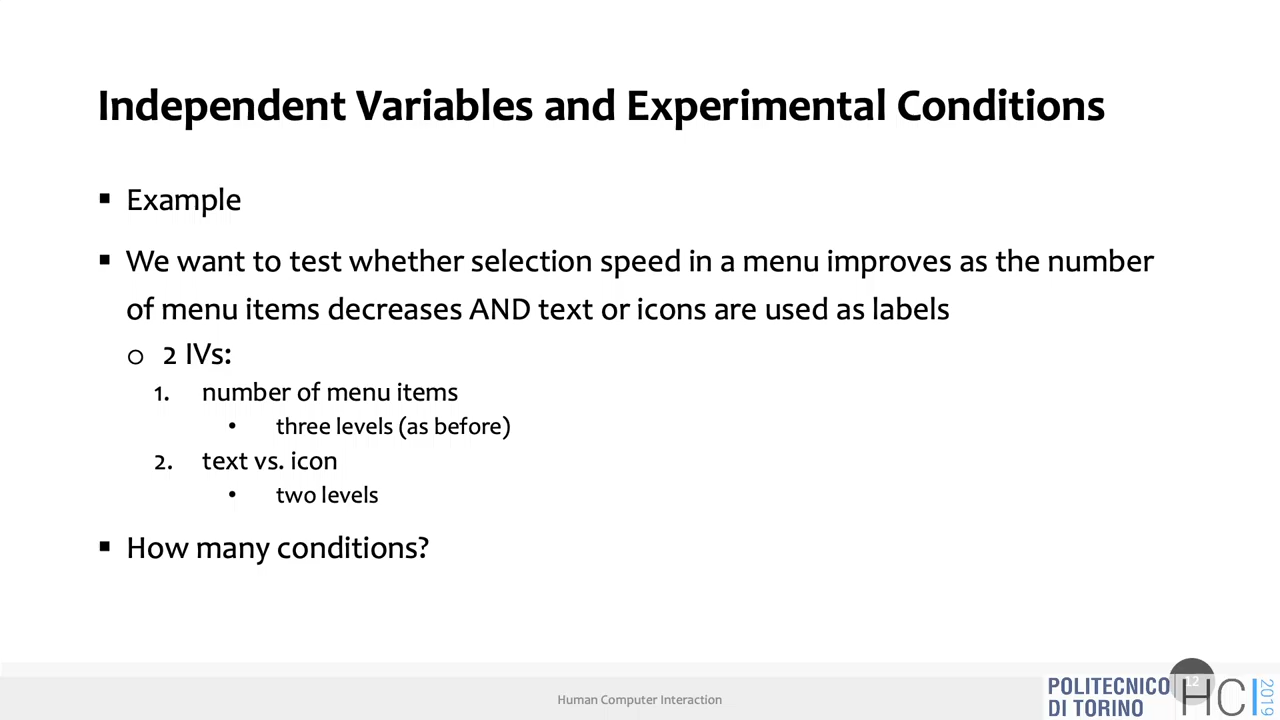 Independent Variables and Experimental Conditions
▪ Example
▪ We want to test whether selection speed in a menu improves as the number
of menu items decreases AND text or icons are used as labels
o 2 IVs:
1. number of menu items
• three levels (as before)
2. text vs. icon
• two levels
▪ How many conditions?
Human Computer Interaction
POLITECNICO
DI TORINO
12
HCI
2019